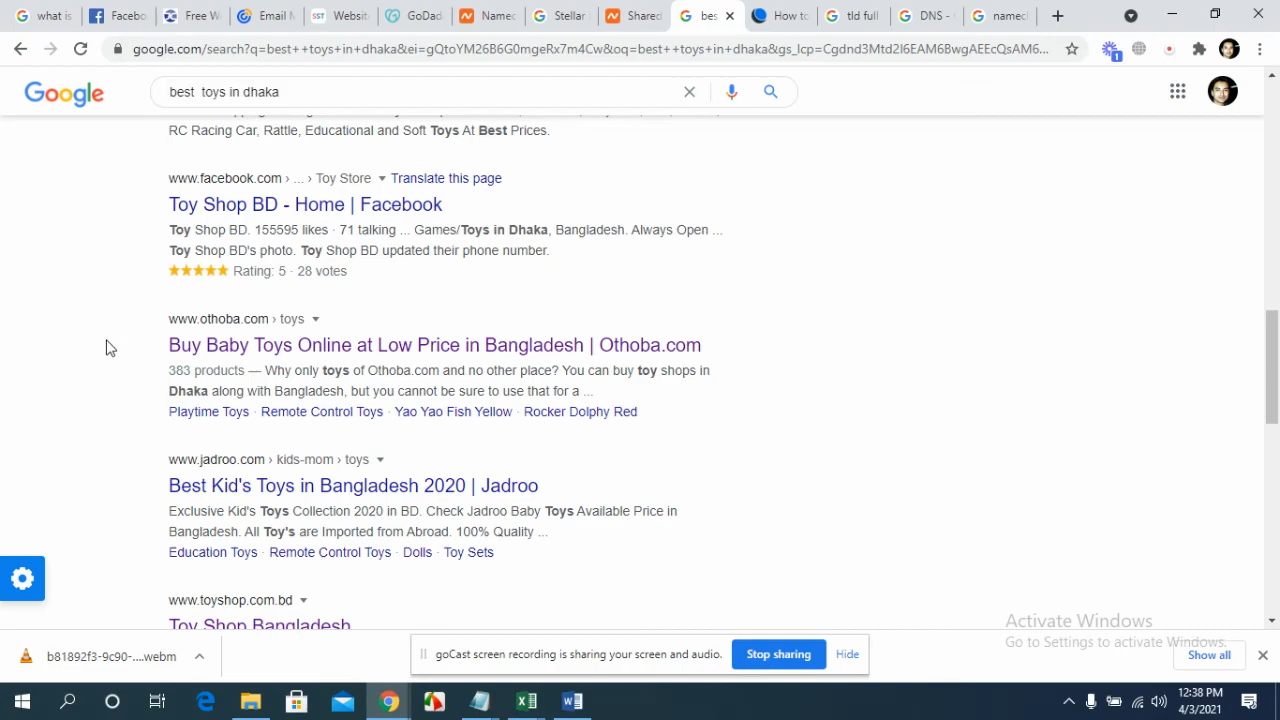 what is
Facebo
Free W
Email M
SST
Website
GoDad
Namec
Stellar
Shared
bes
How to
tld full
DNS - 
namecl
google.com/search?q=best++toys+in+dhaka&ei=gQtoYM26B6G0mgeRx7m4Cw&oq=best++toys+in+dhaka&gs_lcp=Cgdnd3Mtd2l6EAM6BwgAEEcQsAM6...
1
Google
best  toys in dhaka
RC Racing Car, Rattle, Educational and Soft Toys At Best Prices.
www.facebook.com › ... › Toy Store ▾ Translate this page
Toy Shop BD - Home | Facebook
Toy Shop BD. 155595 likes · 71 talking ... Games/Toys in Dhaka, Bangladesh. Always Open ...
Toy Shop BD's photo. Toy Shop BD updated their phone number.
Rating: 5 · 28 votes
www.othoba.com › toys ▾
Buy Baby Toys Online at Low Price in Bangladesh | Othoba.com
383 products — Why only toys of Othoba.com and no other place? You can buy toy shops in
Dhaka along with Bangladesh, but you cannot be sure to use that for a ...
Playtime Toys · Remote Control Toys · Yao Yao Fish Yellow · Rocker Dolphy Red
www.jadroo.com › kids-mom › toys ▾
Best Kid's Toys in Bangladesh 2020 | Jadroo
Exclusive Kid's Toys Collection 2020 in BD. Check Jadroo Baby Toys Available Price in
Bangladesh. All Toy's are Imported from Abroad. 100% Quality ...
Education Toys · Remote Control Toys · Dolls · Toy Sets
www.toyshop.com.bd ▾
Toy Shop Bangladesh
Activate Windows
Go to Settings to activate Windows.
b81892f3-9c90-....webm
goCast screen recording is sharing your screen and audio.
Stop sharing
Hide
Show all
12:38 PM
4/3/2021